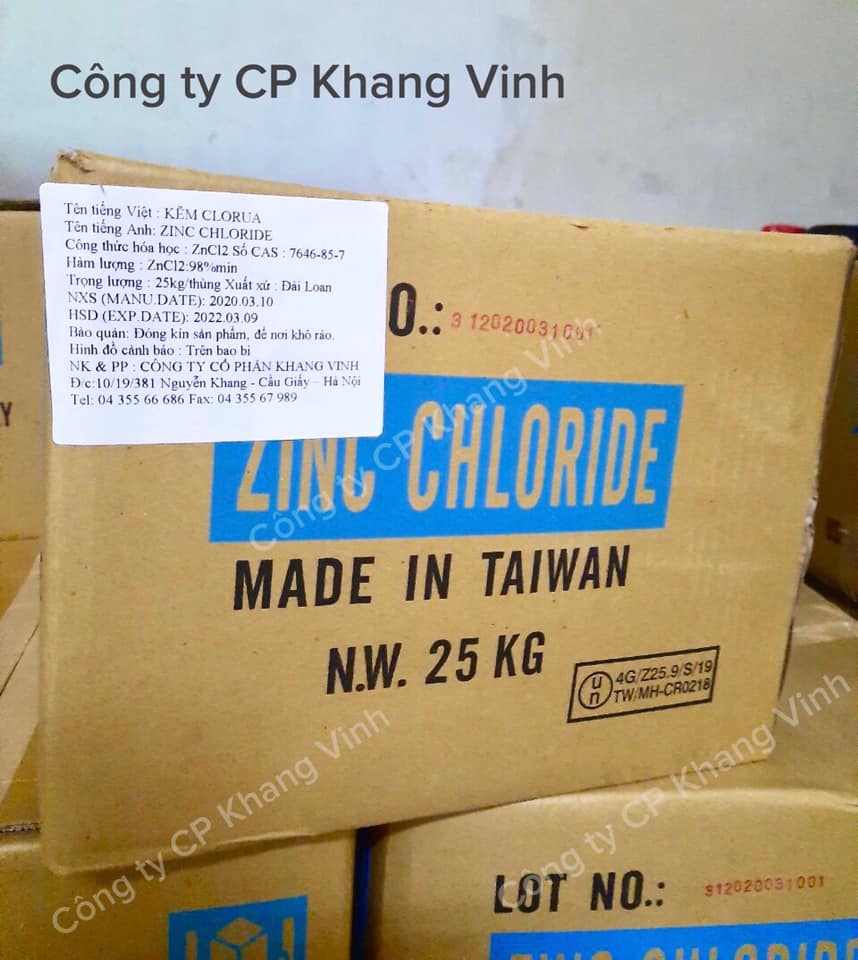 Công ty CP Khang Vinh
Tên tiếng Việt : KẼM CLORUA
Tên tiếng Anh: ZINC CHLORIDE
Công thức hóa học : ZnCl2 Số CAS : 7646-85-7
Hàm lượng : ZnCl2:98%min
Trọng lượng : 25kg/thùng Xuất xứ : Đài Loan
NXS (MANU.DATE): 2020.03.10
HSD (EXP.DATE): 2022.03.09
Bảo quản: Đóng kín sản phẩm, để nơi khô ráo.
Hình đồ cảnh báo : Trên bao bì
NK & PP : CÔNG TY CỔ PHẦN KHANG VINH
Đ/c:10/19/381 Nguyễn Khang - Cầu Giấy – Hà Nội
Tel: 04 355 66 686 Fax: 04 355 67 989
O.: 312020031001
Y
ZINC CHLORIDE
Công ty CP Khang Vinh
MADE IN TAIWAN
N.W. 25 KG
u n
4G/Z25.9/S/19
TW/MH-CR0218
Công ty CP Khang Vinh
Công ty CP Khang Vinh
LOT NO.: 312020031001
ZINC CHLORIDE